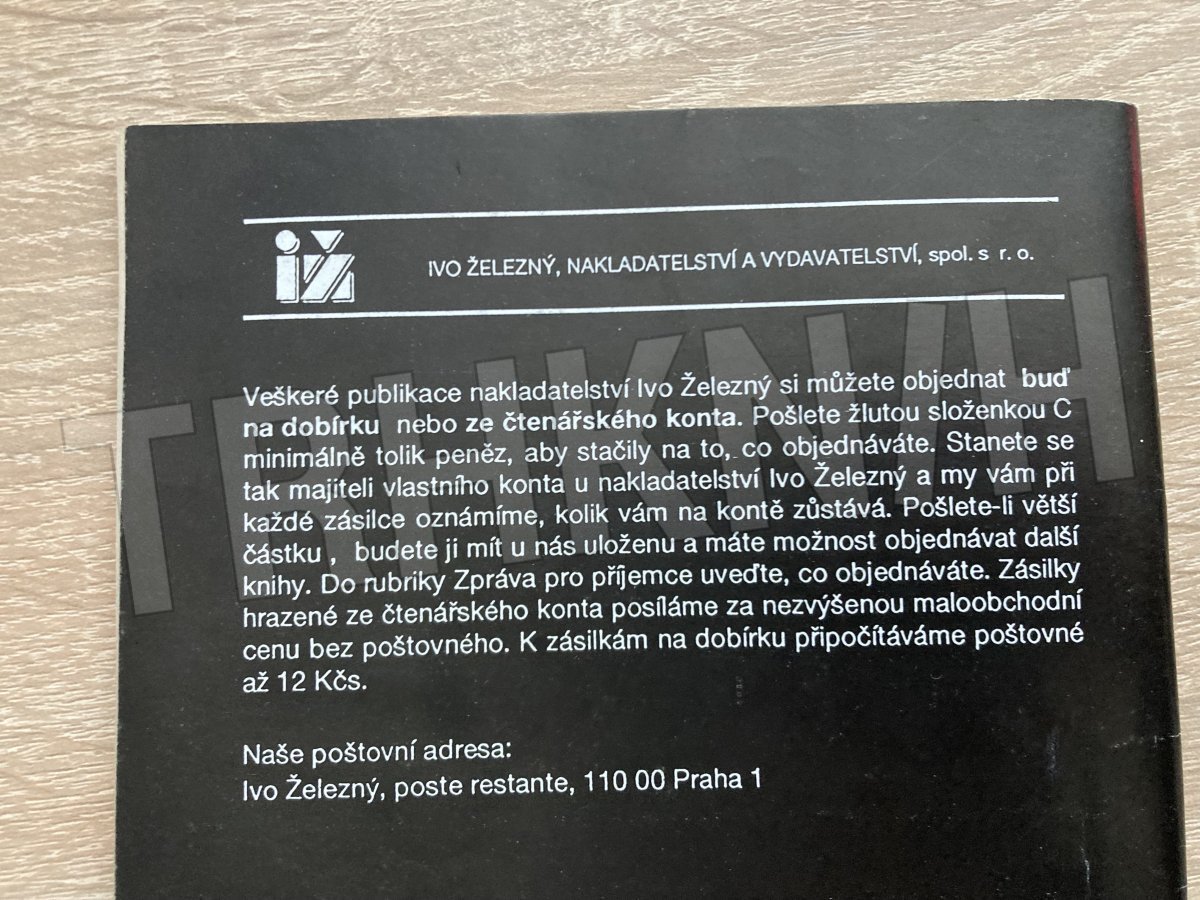 iž
IVO ŽELEZNÝ, NAKLADATELSTVÍ A VYDAVATELSTVÍ, spol. s r. o.
Veškeré publikace nakladatelství Ivo Železný si můžete objednat buď
na dobírku nebo ze čtenářského konta. Pošlete žlutou složenkou C
minimálně tolik peněz, aby stačily na to, co objednáváte. Stanete se
tak majiteli vlastního konta u nakladatelství Ivo Železný a my vám při
každé zásilce oznámíme, kolik vám na kontě zůstává. Pošlete-li větší
částku , budete ji mít u nás uloženu a máte možnost objednávat další
knihy. Do rubriky Zpráva pro příjemce uveďte, co objednáváte. Zásilky
hrazené ze čtenářského konta posíláme za nezvýšenou maloobchodní
cenu bez poštovného. K zásilkám na dobírku připočítáváme poštovné
až 12 Kčs.
Naše poštovní adresa:
Ivo Železný, poste restante, 110 00 Praha 1